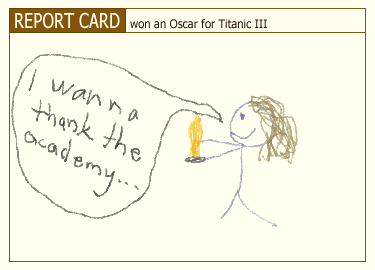 REPORT CARD won an Oscar for Titanic III
I wanna
thank the
academy...